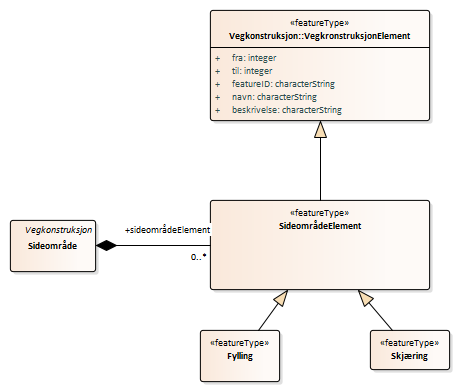 «featureType»
Vegkonstruksjon::VegkronstruksjonElement
+ fra: integer
+ til: integer
+ featureID: characterString
+ navn: characterString
+ beskrivelse: characterString
«featureType»
SideområdeElement
Vegkonstruksjon
Sideområde
+sideområdeElement
0..*
«featureType»
Fylling
«featureType»
Skjæring